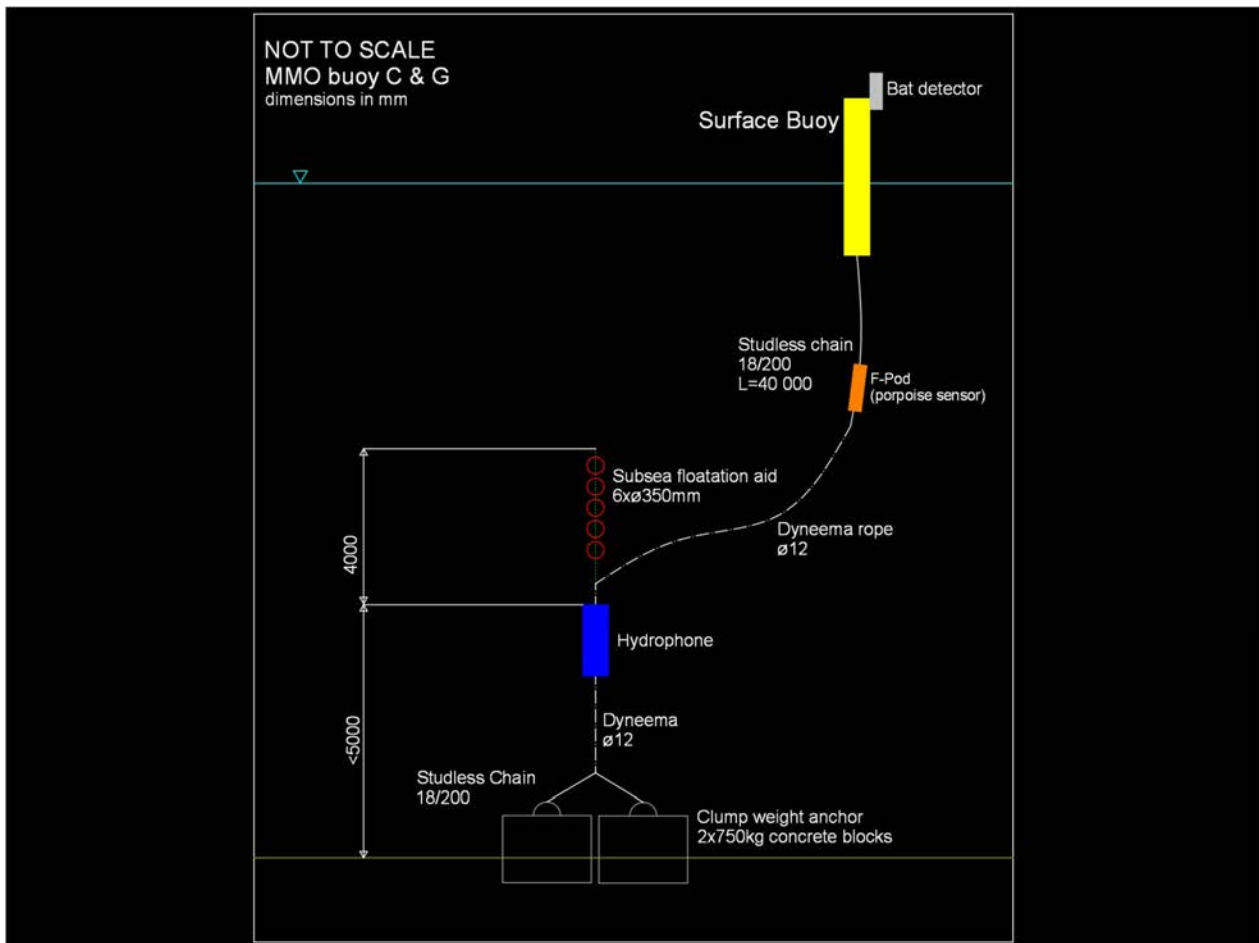 NOT TO SCALE
MMO buoy C & G
dimensions in mm
Bat detector
Surface Buoy
Studless chain
18/200
L=40 000
F-Pod
(porpoise sensor)
Subsea floatation aid
6xø350mm
Dyneema rope
ø12
4000
Hydrophone
<5000
Dyneema
ø12
Studless Chain
18/200
Clump weight anchor
2x750kg concrete blocks